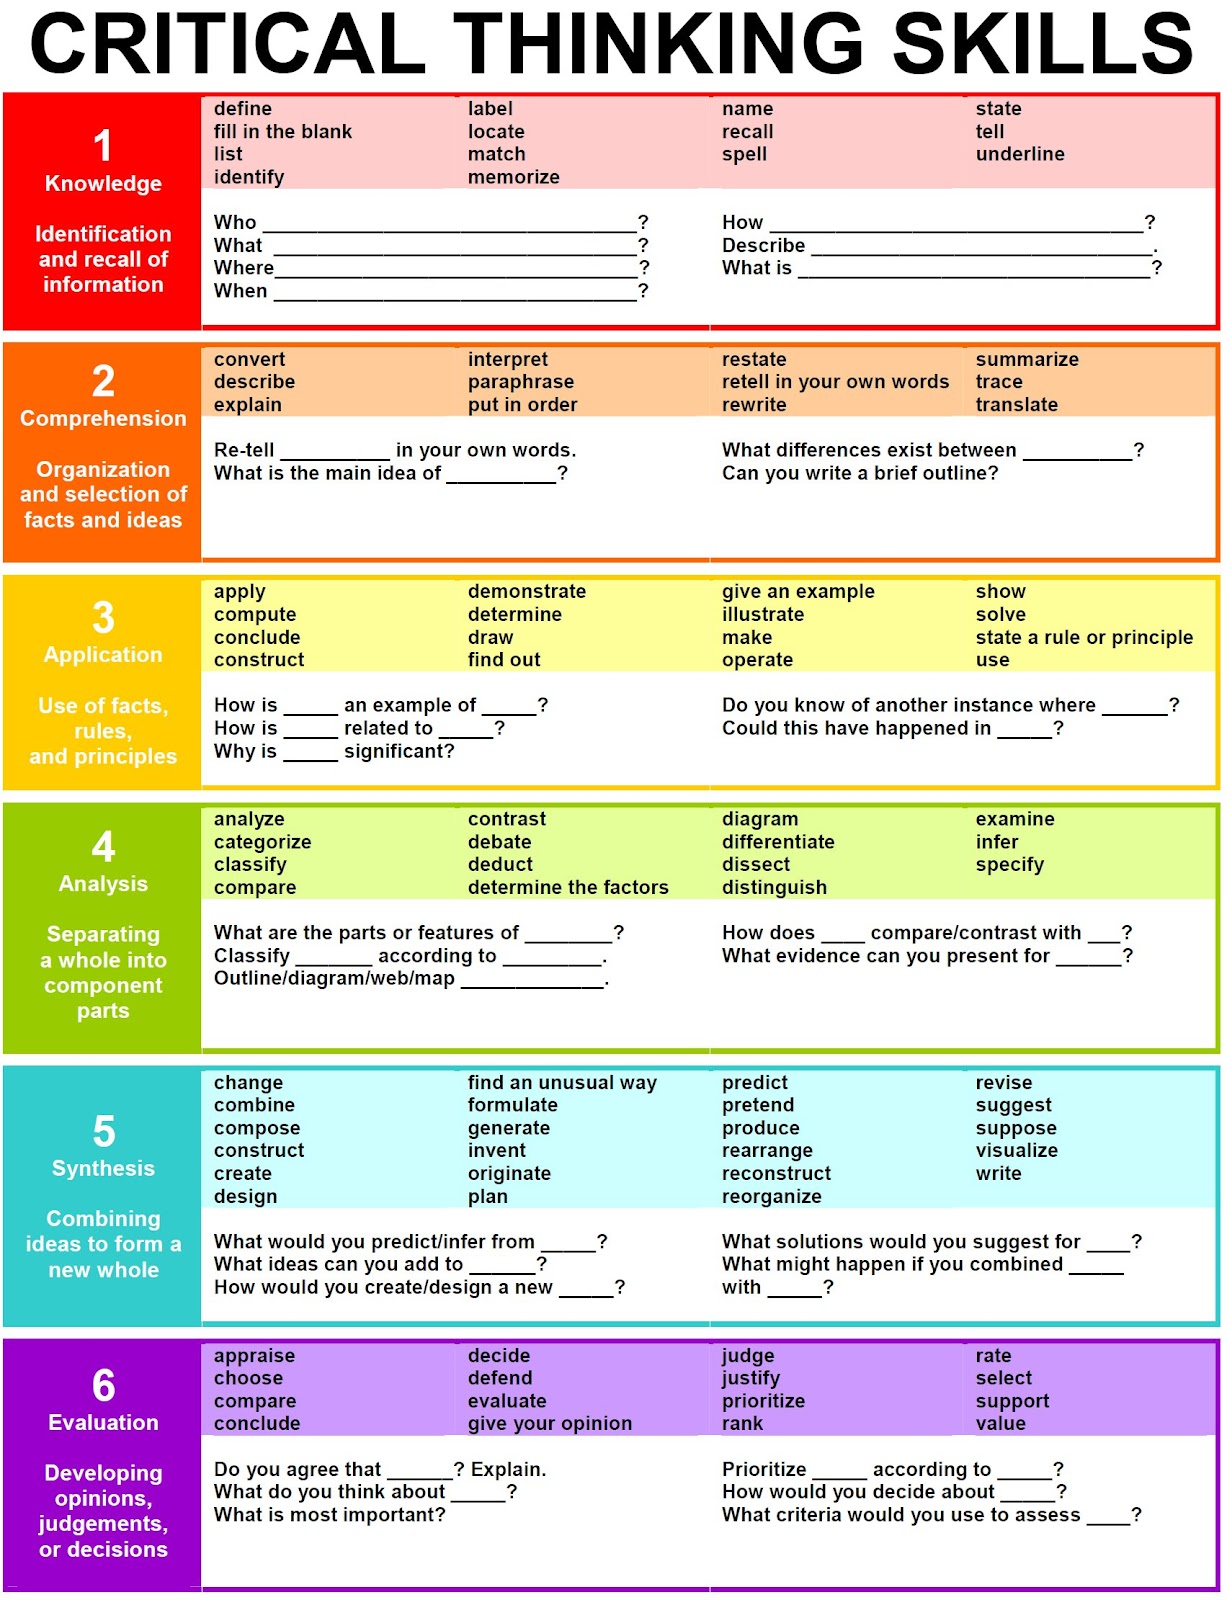 CRITICAL THINKING SKILLS
1
Knowledge
Identification
and recall of
information
define
fill in the blank
list
identify
label
locate
match
memorize
name
recall
spell
state
tell
underline
Who ______________________________?
What ______________________________?
Where______________________________?
When ______________________________?
How ______________________________?
Describe ______________________________.
What is ______________________________?
2
Comprehension
Organization
and selection of
facts and ideas
convert
describe
explain
interpret
paraphrase
put in order
restate
retell in your own words
rewrite
summarize
trace
translate
Re-tell __________ in your own words.
What is the main idea of __________?
What differences exist between __________?
Can you write a brief outline?
3
Application
Use of facts,
rules,
and principles
apply
compute
conclude
construct
demonstrate
determine
draw
find out
give an example
illustrate
make
operate
show
solve
state a rule or principle
use
How is _____ an example of _____?
How is _____ related to _____?
Why is _____ significant?
Do you know of another instance where ______?
Could this have happened in _____?
4
Analysis
Separating
a whole into
component
parts
analyze
categorize
classify
compare
contrast
debate
deduct
determine the factors
diagram
differentiate
dissect
distinguish
examine
infer
specify
What are the parts or features of ________?
Classify _______ according to _________.
Outline/diagram/web/map _____________.
How does ____ compare/contrast with ___?
What evidence can you present for ______?
5
Synthesis
Combining
ideas to form a
new whole
change
combine
compose
construct
create
design
find an unusual way
formulate
generate
invent
originate
plan
predict
pretend
produce
rearrange
reconstruct
reorganize
revise
suggest
suppose
visualize
write
What would you predict/infer from _____?
What ideas can you add to ______?
How would you create/design a new _____?
What solutions would you suggest for ____?
What might happen if you combined _____
with _____?
6
Evaluation
Developing
opinions,
judgements,
or decisions
appraise
choose
compare
conclude
decide
defend
evaluate
give your opinion
judge
justify
prioritize
rank
rate
select
support
value
Do you agree that ______? Explain.
What do you think about _____?
What is most important?
Prioritize _____ according to _____?
How would you decide about _____?
What criteria would you use to assess ____?